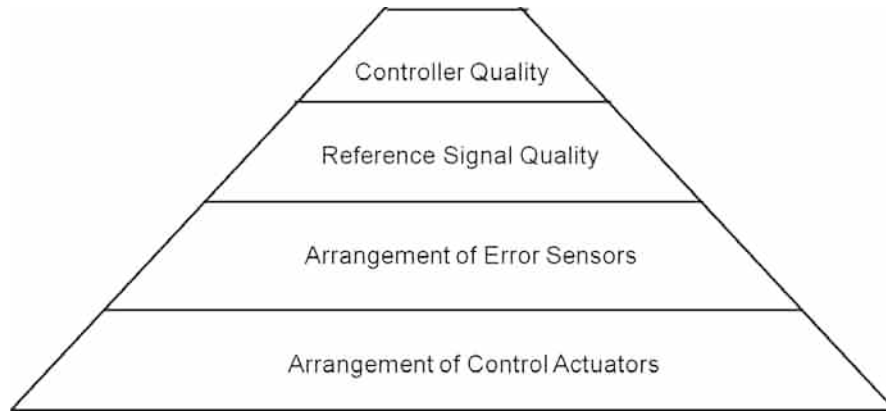 Controller Quality
Reference Signal Quality
Arrangement of Error Sensors
Arrangement of Control Actuators